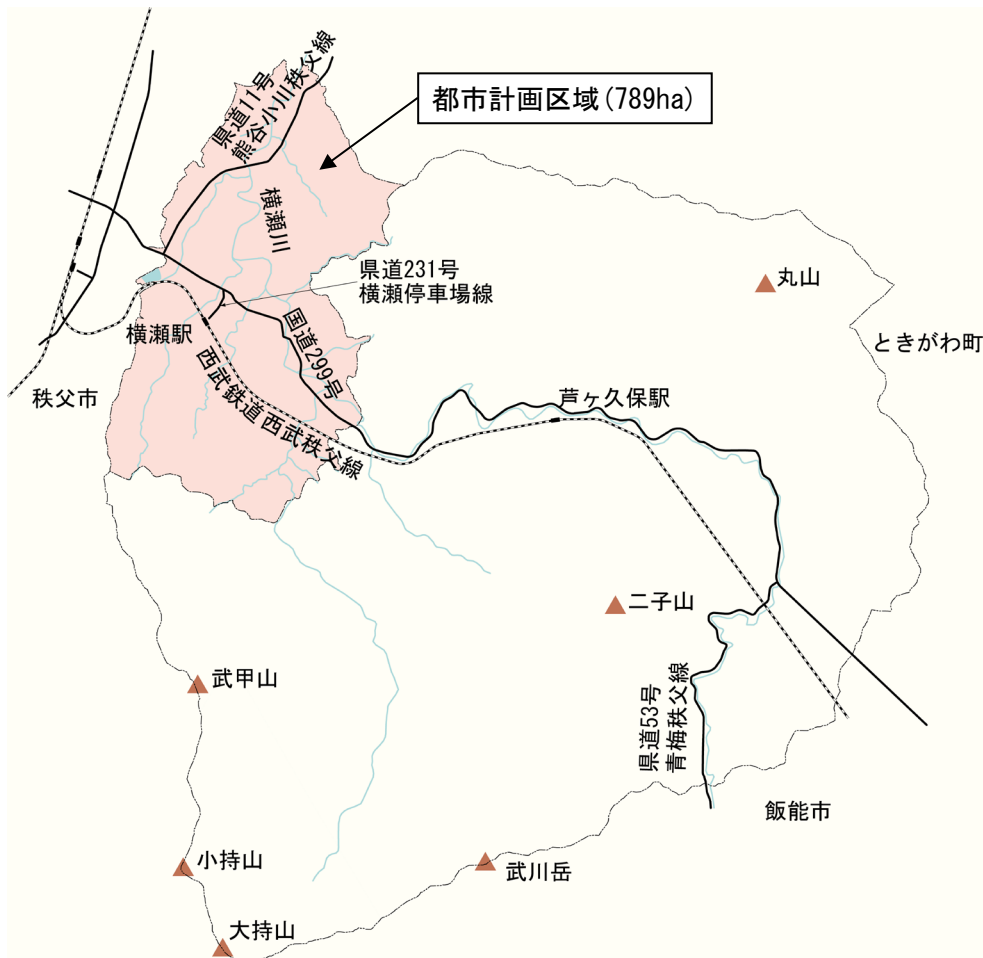 県道11号
熊谷小川秩父線
都市計画区域(789ha)
横瀬川
県道231号
横瀬停車場線
丸山
横瀬駅
国道299号
ときがわ町
秩父市
西武鉄道西武秩父線
芦ヶ久保駅
二子山
武甲山
県道53号
青梅秩父線
飯能市
小持山
武川岳
大持山